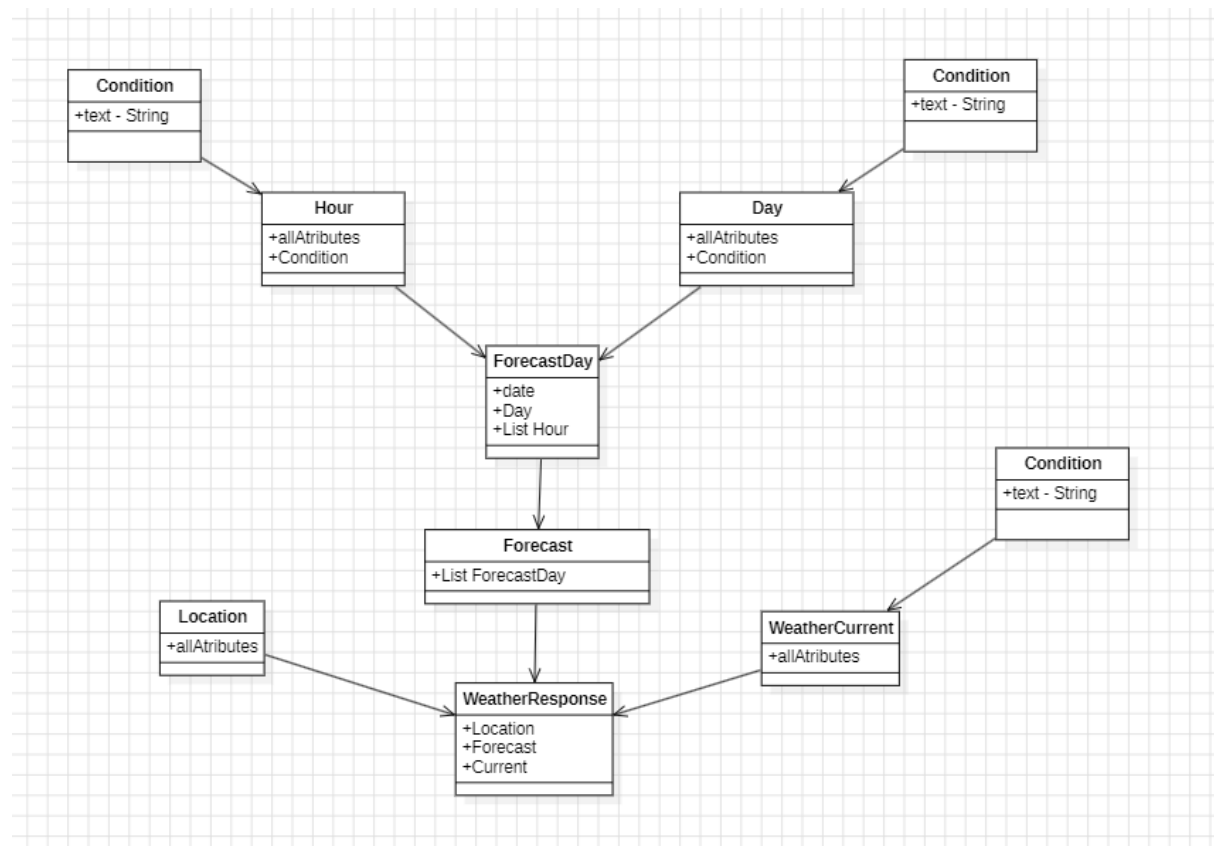 Condition
+text - String
Condition
+text - String
Hour
+allAtributes
+Condition
Day
+allAtributes
+Condition
ForecastDay
+date
+Day
+List Hour
Condition
+text - String
Forecast
+List ForecastDay
Location
+allAtributes
WeatherCurrent
+allAtributes
WeatherResponse
+Location
+Forecast
+Current